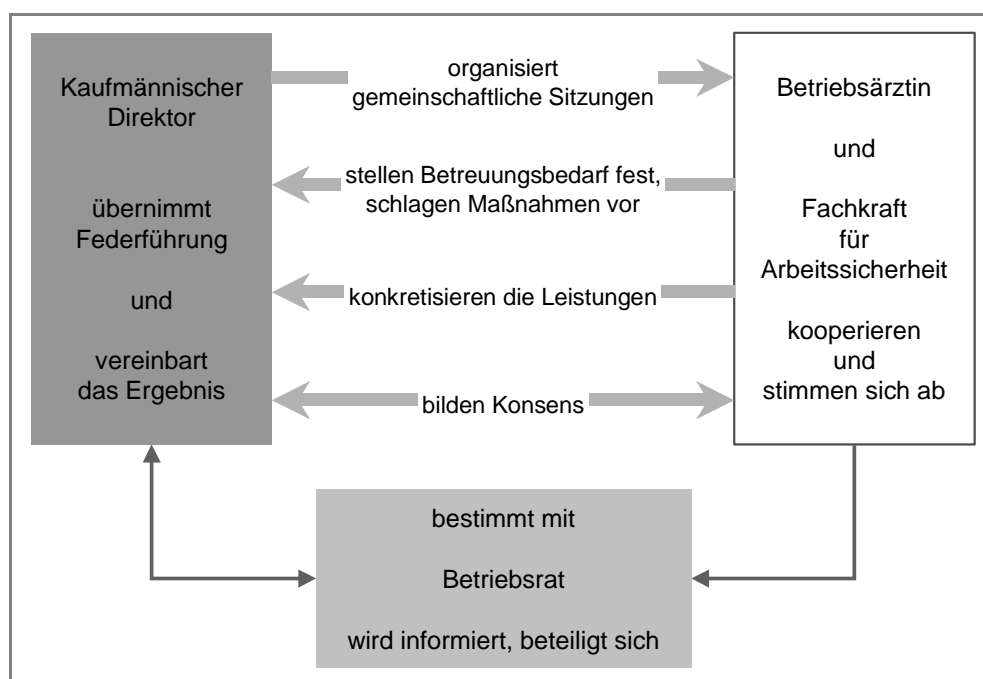 Kaufmännischer
Direktor
übernimmt
Federführung
und
vereinbart
das Ergebnis
organisiert
gemeinschaftliche Sitzungen
stellen Betreuungsbedarf fest,
schlagen Maßnahmen vor
konkretisieren die Leistungen
bilden Konsens
Betriebsärztin
und
Fachkraft
für
Arbeitssicherheit
kooperieren
und
stimmen sich ab
bestimmt mit
Betriebsrat
wird informiert, beteiligt sich